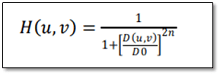 H(u,v) = 1 / (1+[D(u,v)/D0]^2n)